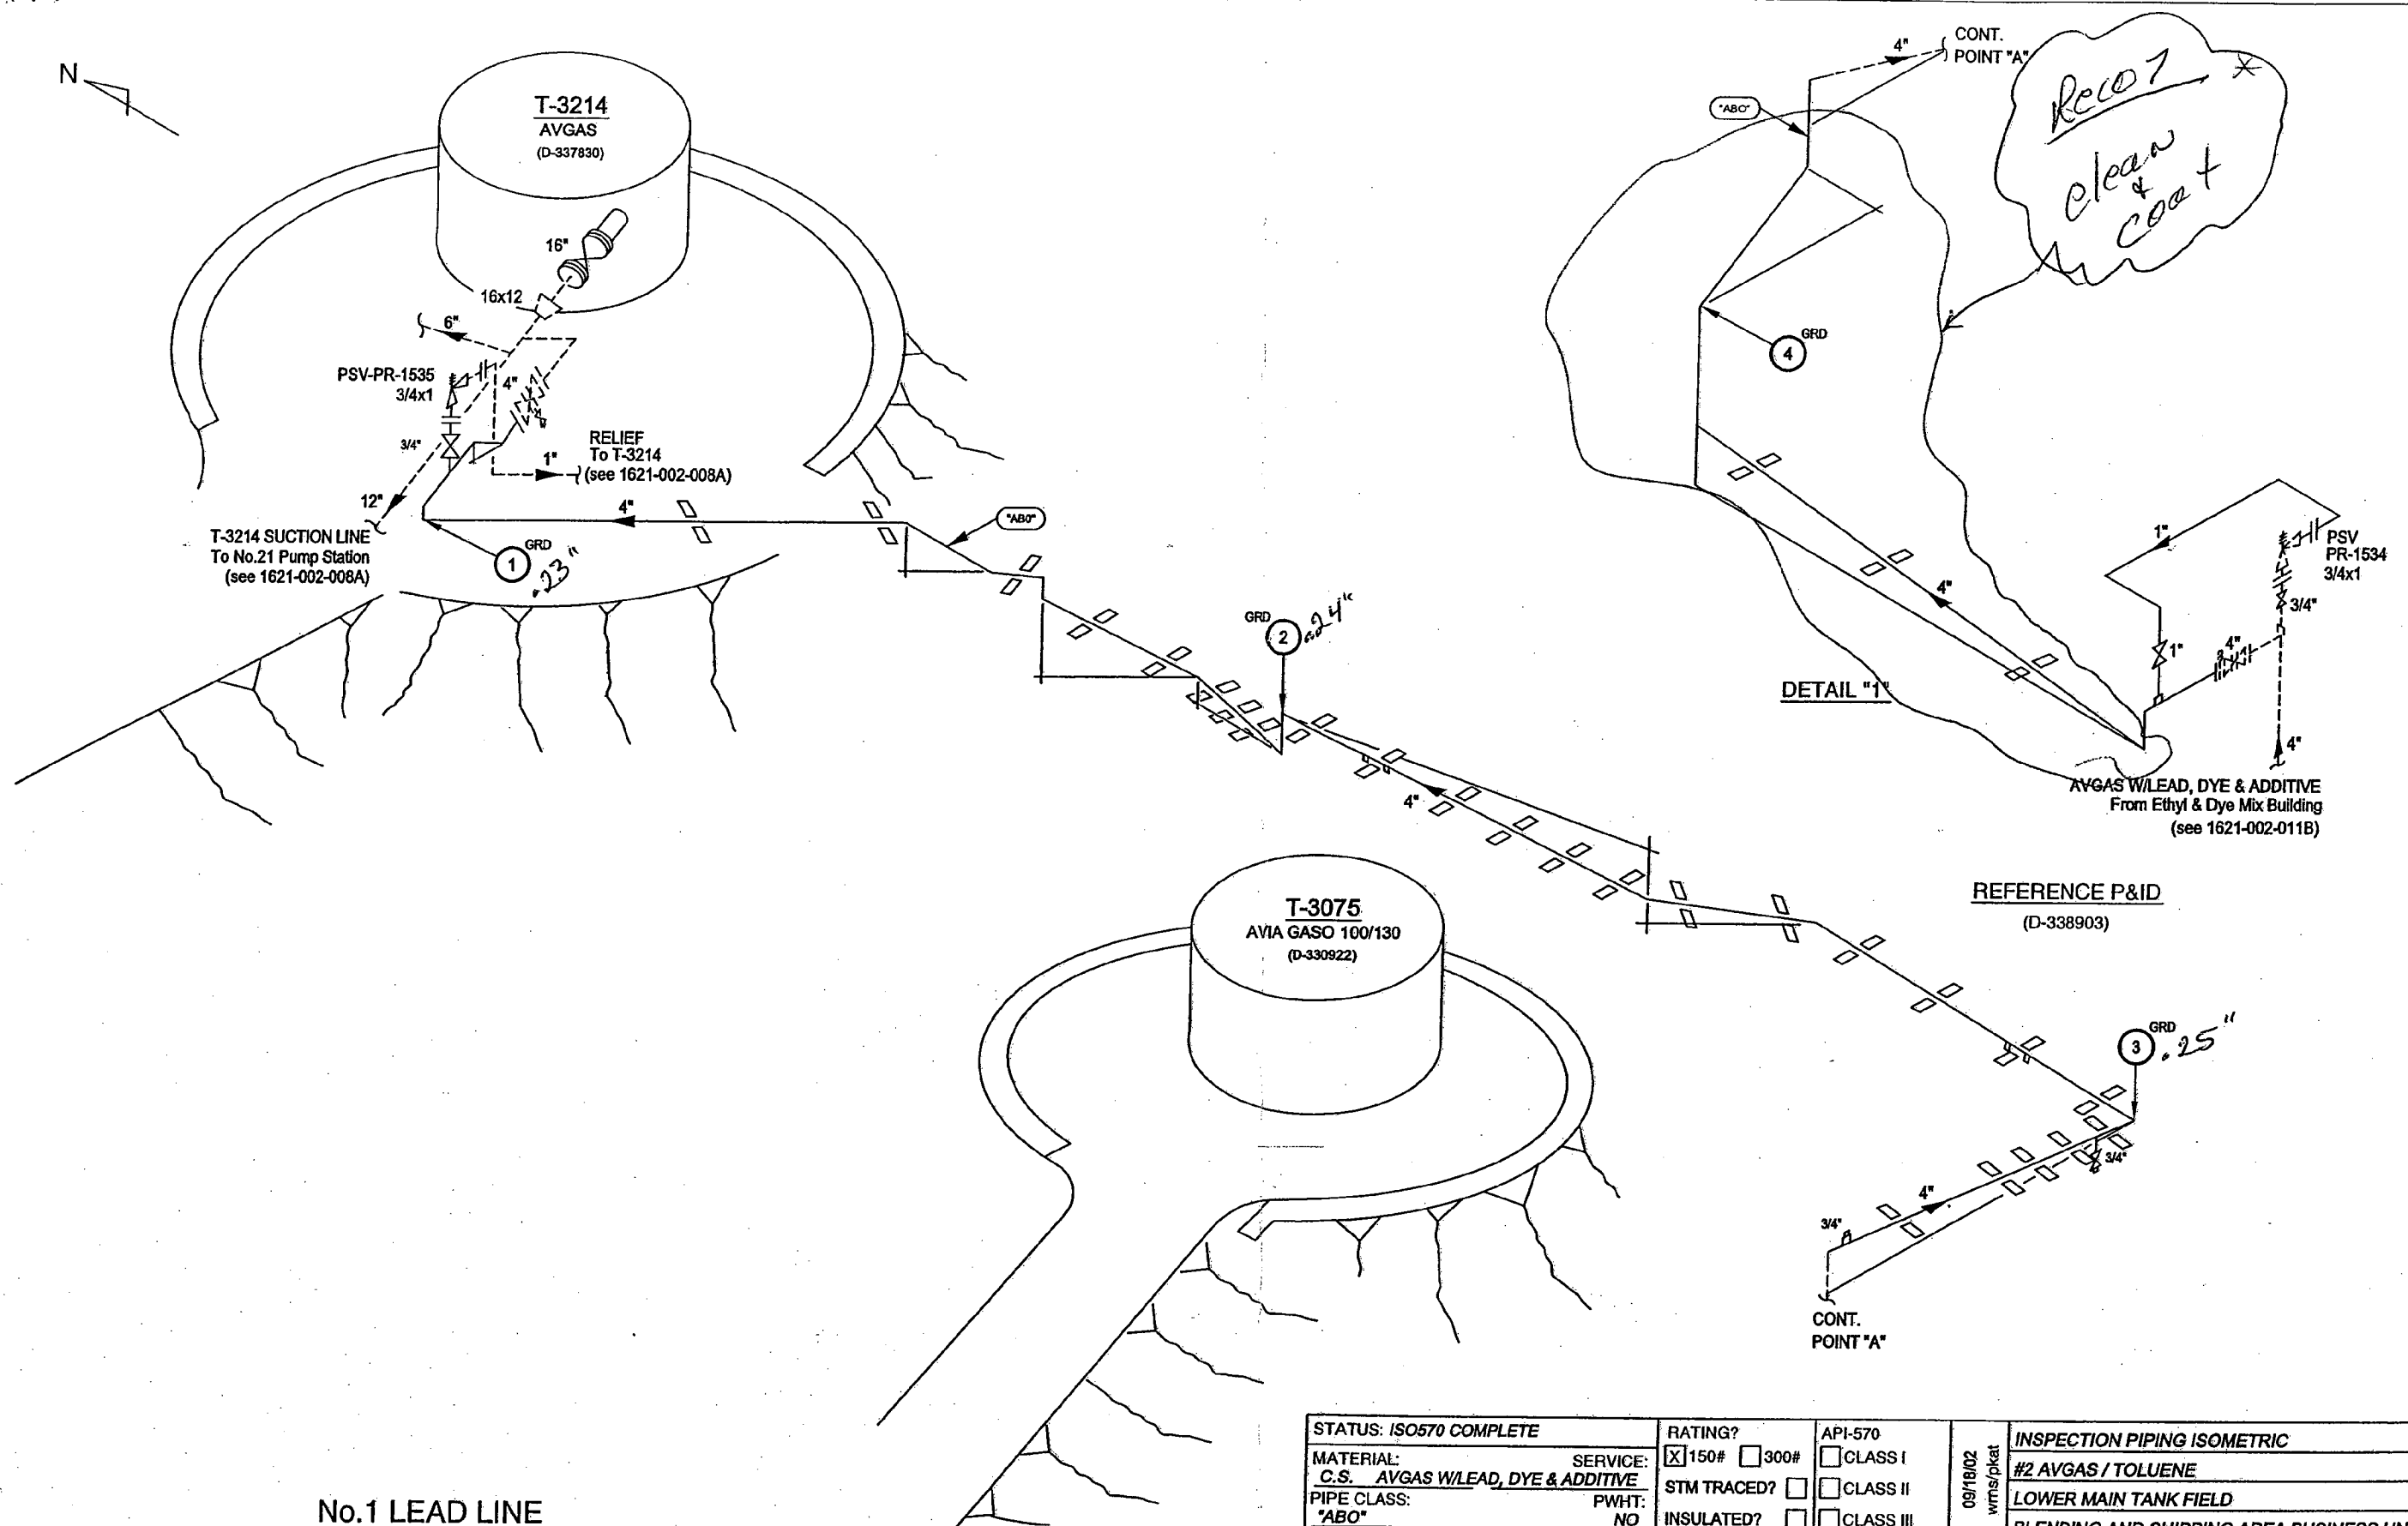 N
T-3214
AVGAS
(D-337830)
16"
16x12
6"
PSV-PR-1535
3/4x1
4"
3/4"
RELIEF
To T-3214
(see 1621-002-008A)
1"
12"
T-3214 SUCTION LINE
To No.21 Pump Station
(see 1621-002-008A)
4"
"ABO"
1
GRD
.23"
GRD
2
.24"
4"
T-3075
AVIA GASO 100/130
(D-330922)
CONT.
POINT "A"
4"
"ABO"
Reco 1
clean
&
coat
4
GRD
4"
DETAIL "1"
1"
PSV
PR-1534
3/4x1
3/4"
4"
1"
4"
AVGAS W/LEAD, DYE & ADDITIVE
From Ethyl & Dye Mix Building
(see 1621-002-011B)
REFERENCE P&ID
(D-338903)
GRD
3
.25"
3/4"
4"
3/4"
CONT.
POINT "A"
No.1 LEAD LINE
STATUS: ISO570 COMPLETE
MATERIAL: SERVICE:
C.S. AVGAS W/LEAD, DYE & ADDITIVE
PIPE CLASS: PWHT:
"ABO" NO
RATING?
X 150# 300#
STM TRACED?
INSULATED?
API-570
CLASS I
CLASS II
CLASS III
09/18/02
wms/pkat
INSPECTION PIPING ISOMETRIC
#2 AVGAS / TOLUENE
LOWER MAIN TANK FIELD
BLENDING AND SHIPPING AREA BUSINESS